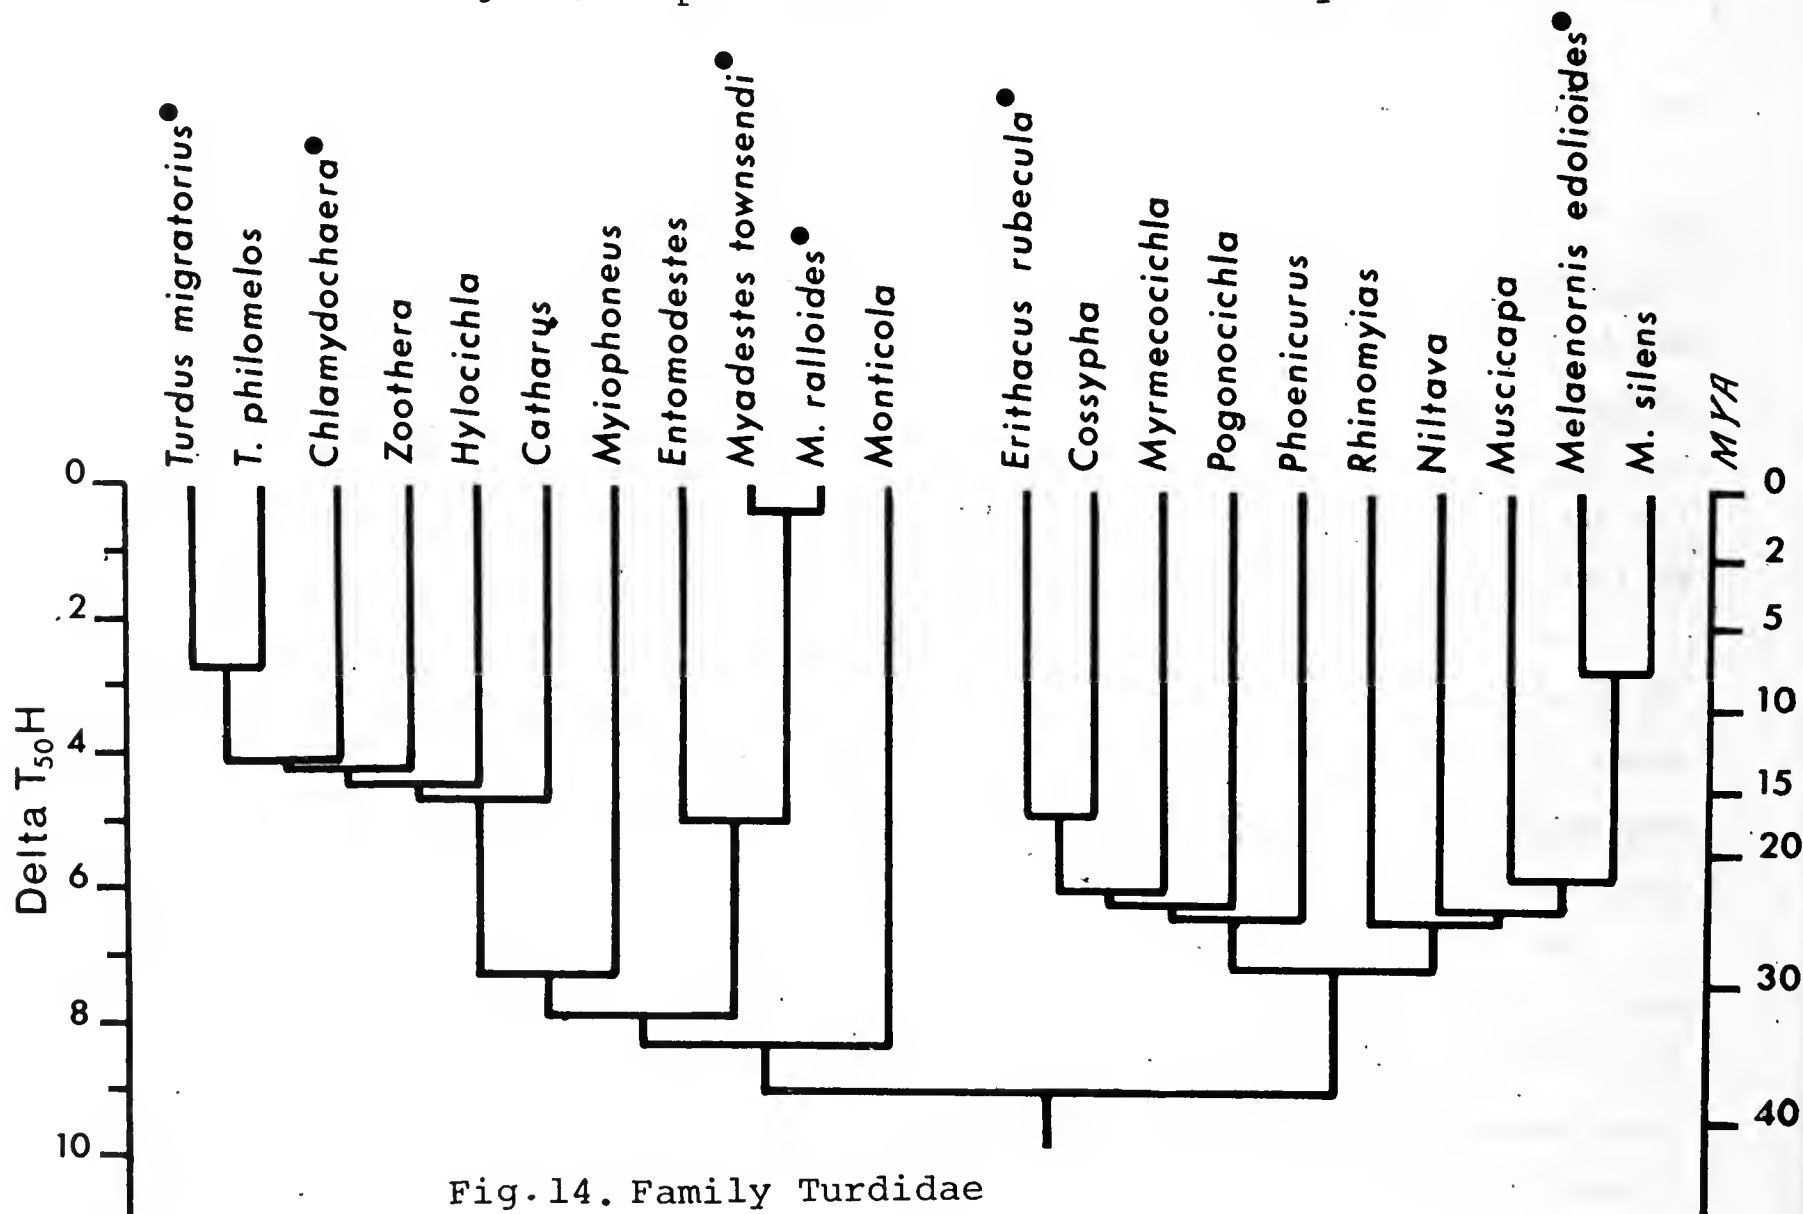 Turdus migratorius●
T. philomelos
Chlamydochaera●
Zoothera
Hylocichla
Catharus
Myiophoneus
Entomodestes
Myadestes townsendi●
M. ralloides●
Monticola
Erithacus rubecula●
Cossypha
Myrmecocichla
Pogonocichla
Phoenicurus
Rhinomyias
Niltava
Muscicapa
Melaenornis edolioides●
M. silens
MYA
Delta T₅₀H
0
2
4
6
8
10
0
2
5
10
15
20
30
40
Fig.14. Family Turdidae